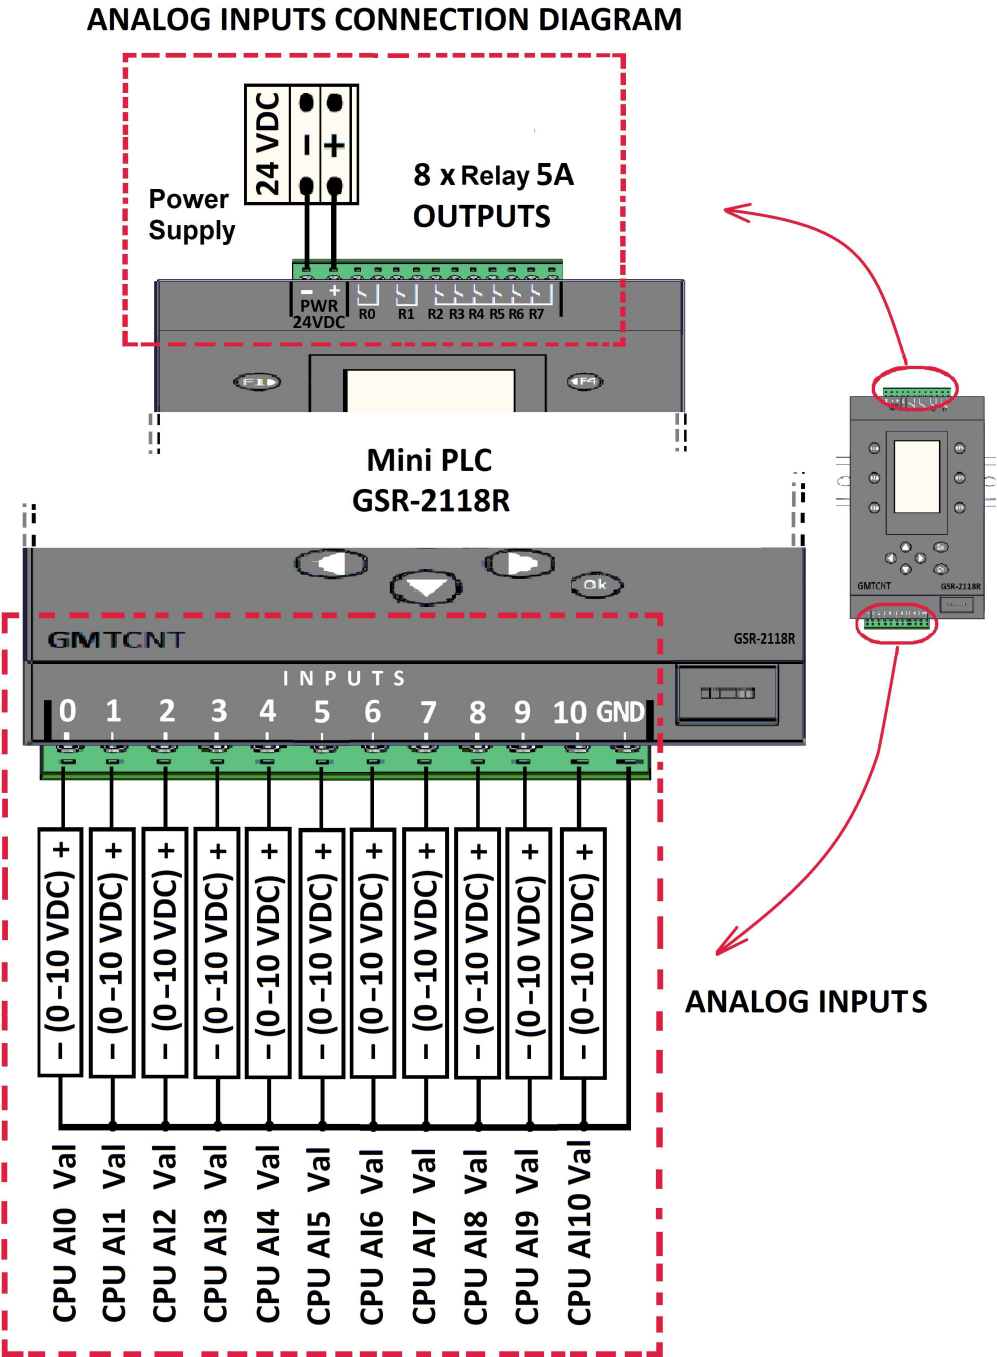 ANALOG INPUTS CONNECTION DIAGRAM
24 VDC
− +
Power
Supply
8 x Relay 5A
OUTPUTS
− +
PWR
24VDC
R0 R1 R2 R3 R4 R5 R6 R7
F1 F4
Mini PLC
GSR-2118R
Ok
GMTCNT
GSR-2118R
INPUTS
0 1 2 3 4 5 6 7 8 9 10 GND
− (0-10 VDC) +
− (0-10 VDC) +
− (0-10 VDC) +
− (0-10 VDC) +
− (0-10 VDC) +
− (0-10 VDC) +
− (0-10 VDC) +
− (0-10 VDC) +
− (0-10 VDC) +
− (0-10 VDC) +
− (0-10 VDC) +
CPU AI0 Val
CPU AI1 Val
CPU AI2 Val
CPU AI3 Val
CPU AI4 Val
CPU AI5 Val
CPU AI6 Val
CPU AI7 Val
CPU AI8 Val
CPU AI9 Val
CPU AI10 Val
GMTCNT GSR-2118R
ANALOG INPUTS